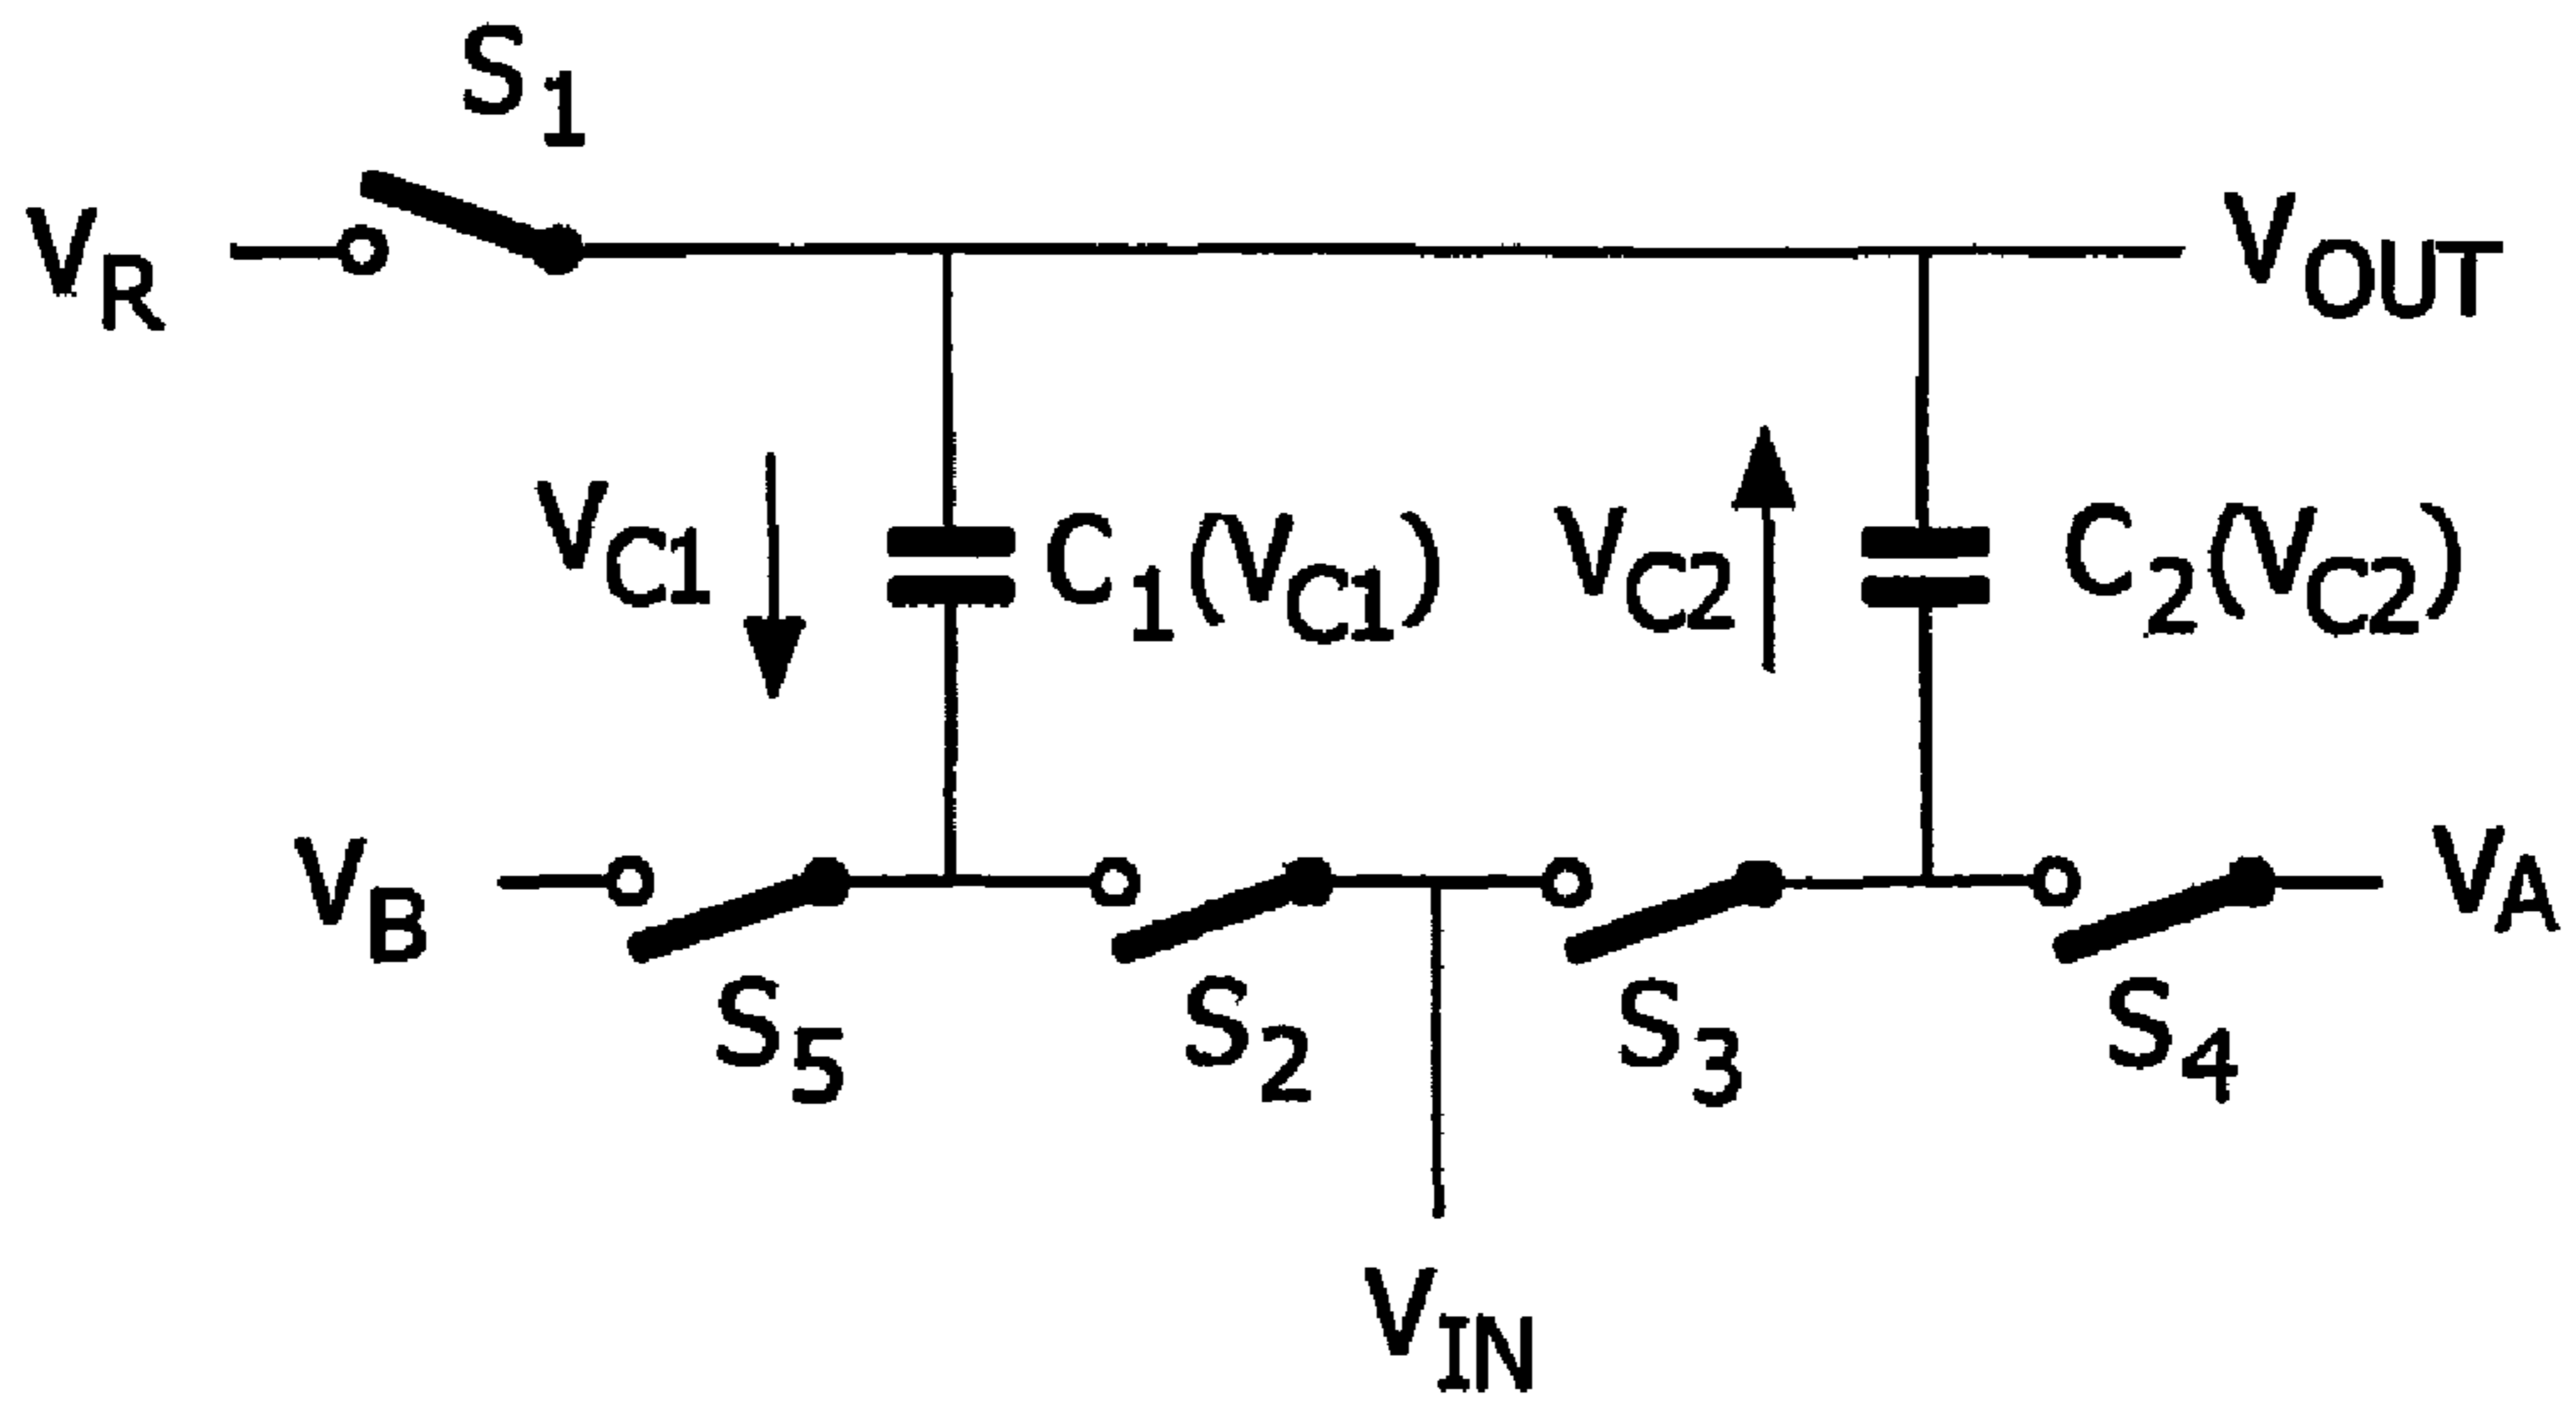 S1
VR
VOUT
VC1
C1(VC1)
VC2
C2(VC2)
VB
VA
S5
S2
S3
S4
VIN